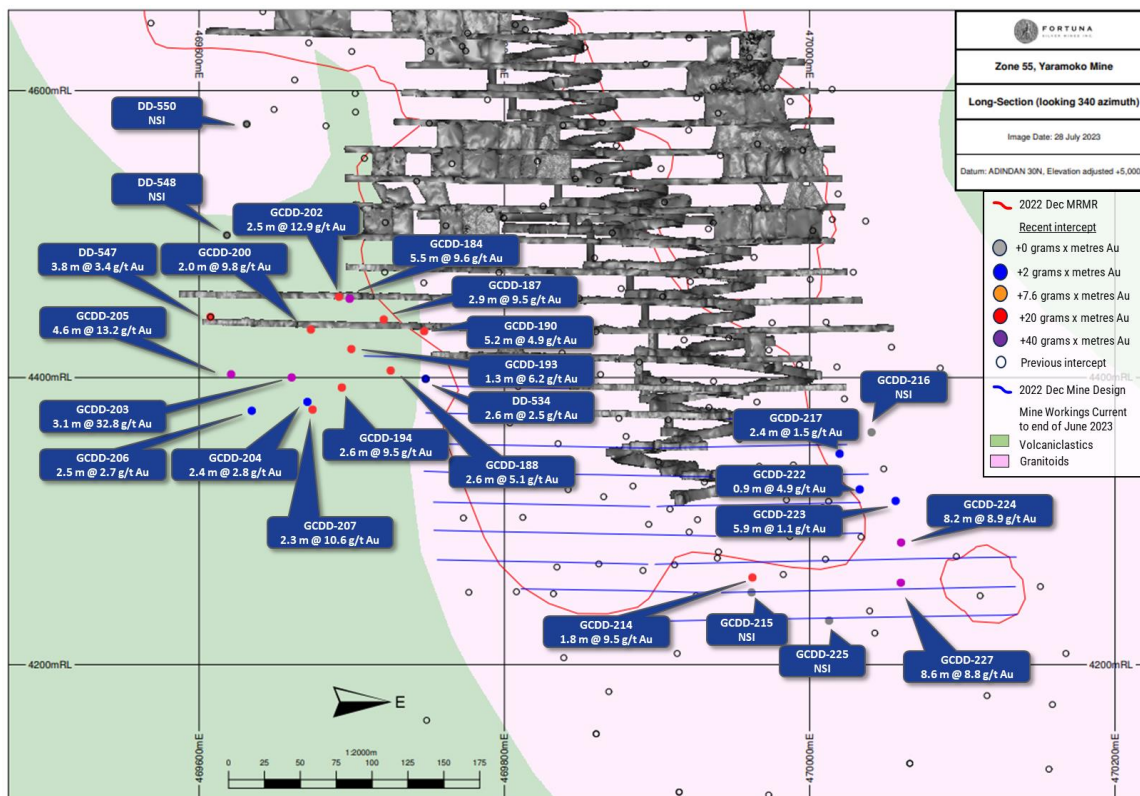 FORTUNA
SILVER MINES INC
Zone 55, Yaramoko Mine
Long-Section (looking 340 azimuth)
Image Date: 28 July 2023
Datum: ADINDAN 30N, Elevation adjusted +5,000
2022 Dec MRMR
Recent intercept
+0 grams x metres Au
+2 grams x metres Au
+7.6 grams x metres Au
+20 grams x metres Au
+40 grams x metres Au
Previous intercept
2022 Dec Mine Design
Mine Workings Current
to end of June 2023
Volcaniclastics
Granitoids
469600mE
470000mE
4600mRL
DD-550
NSI
DD-548
NSI
GCDD-202
2.5 m @ 12.9 g/t Au
DD-547
3.8 m @ 3.4 g/t Au
GCDD-200
2.0 m @ 9.8 g/t Au
GCDD-184
5.5 m @ 9.6 g/t Au
GCDD-187
2.9 m @ 9.5 g/t Au
GCDD-205
4.6 m @ 13.2 g/t Au
GCDD-190
5.2 m @ 4.9 g/t Au
GCDD-193
1.3 m @ 6.2 g/t Au
4400mRL
4400mRL
GCDD-216
NSI
DD-534
2.6 m @ 2.5 g/t Au
GCDD-203
3.1 m @ 32.8 g/t Au
GCDD-217
2.4 m @ 1.5 g/t Au
GCDD-194
2.6 m @ 9.5 g/t Au
GCDD-206
2.5 m @ 2.7 g/t Au
GCDD-204
2.4 m @ 2.8 g/t Au
GCDD-188
2.6 m @ 5.1 g/t Au
GCDD-222
0.9 m @ 4.9 g/t Au
GCDD-223
5.9 m @ 1.1 g/t Au
GCDD-224
8.2 m @ 8.9 g/t Au
GCDD-207
2.3 m @ 10.6 g/t Au
GCDD-214
1.8 m @ 9.5 g/t Au
GCDD-215
NSI
GCDD-225
NSI
GCDD-227
8.6 m @ 8.8 g/t Au
4200mRL
4200mRL
E
469600mE
469800mE
470000mE
470200mE
1:2000m
0 25 50 75 100 125 150 175